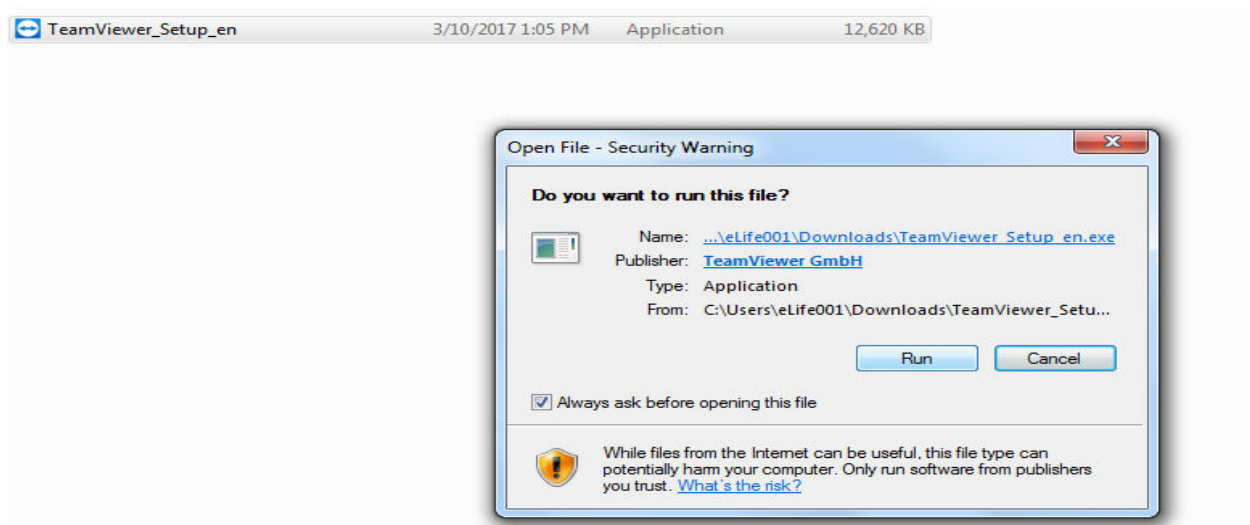 TeamViewer_Setup_en 3/10/2017 1:05 PM Application 12,620 KB
Open File - Security Warning
Do you want to run this file?
Name: ...\eLife001\Downloads\TeamViewer_Setup_en.exe
Publisher: TeamViewer GmbH
Type: Application
From: C:\Users\eLife001\Downloads\TeamViewer_Setu...
Run Cancel
Always ask before opening this file
While files from the Internet can be useful, this file type can
potentially harm your computer. Only run software from publishers
you trust. What's the risk?